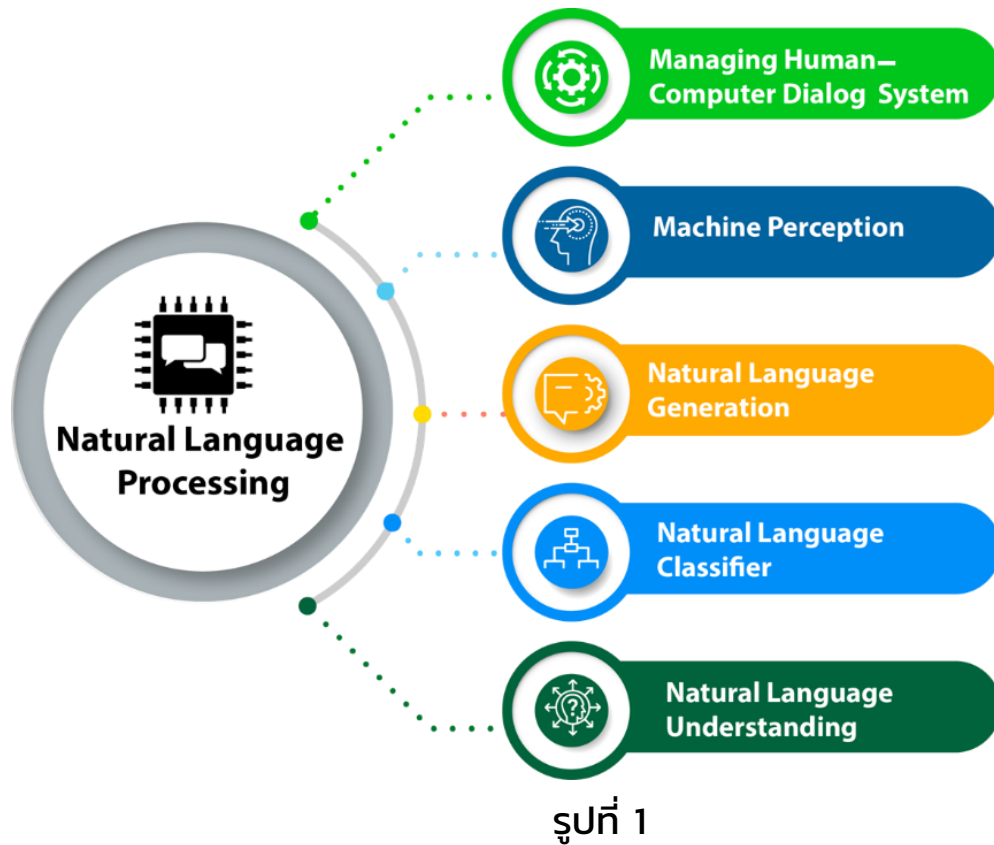 Managing Human—
Computer Dialog System
Machine Perception
Natural Language
Processing
Natural Language
Generation
Natural Language
Classifier
Natural Language
Understanding
รูปที่ 1